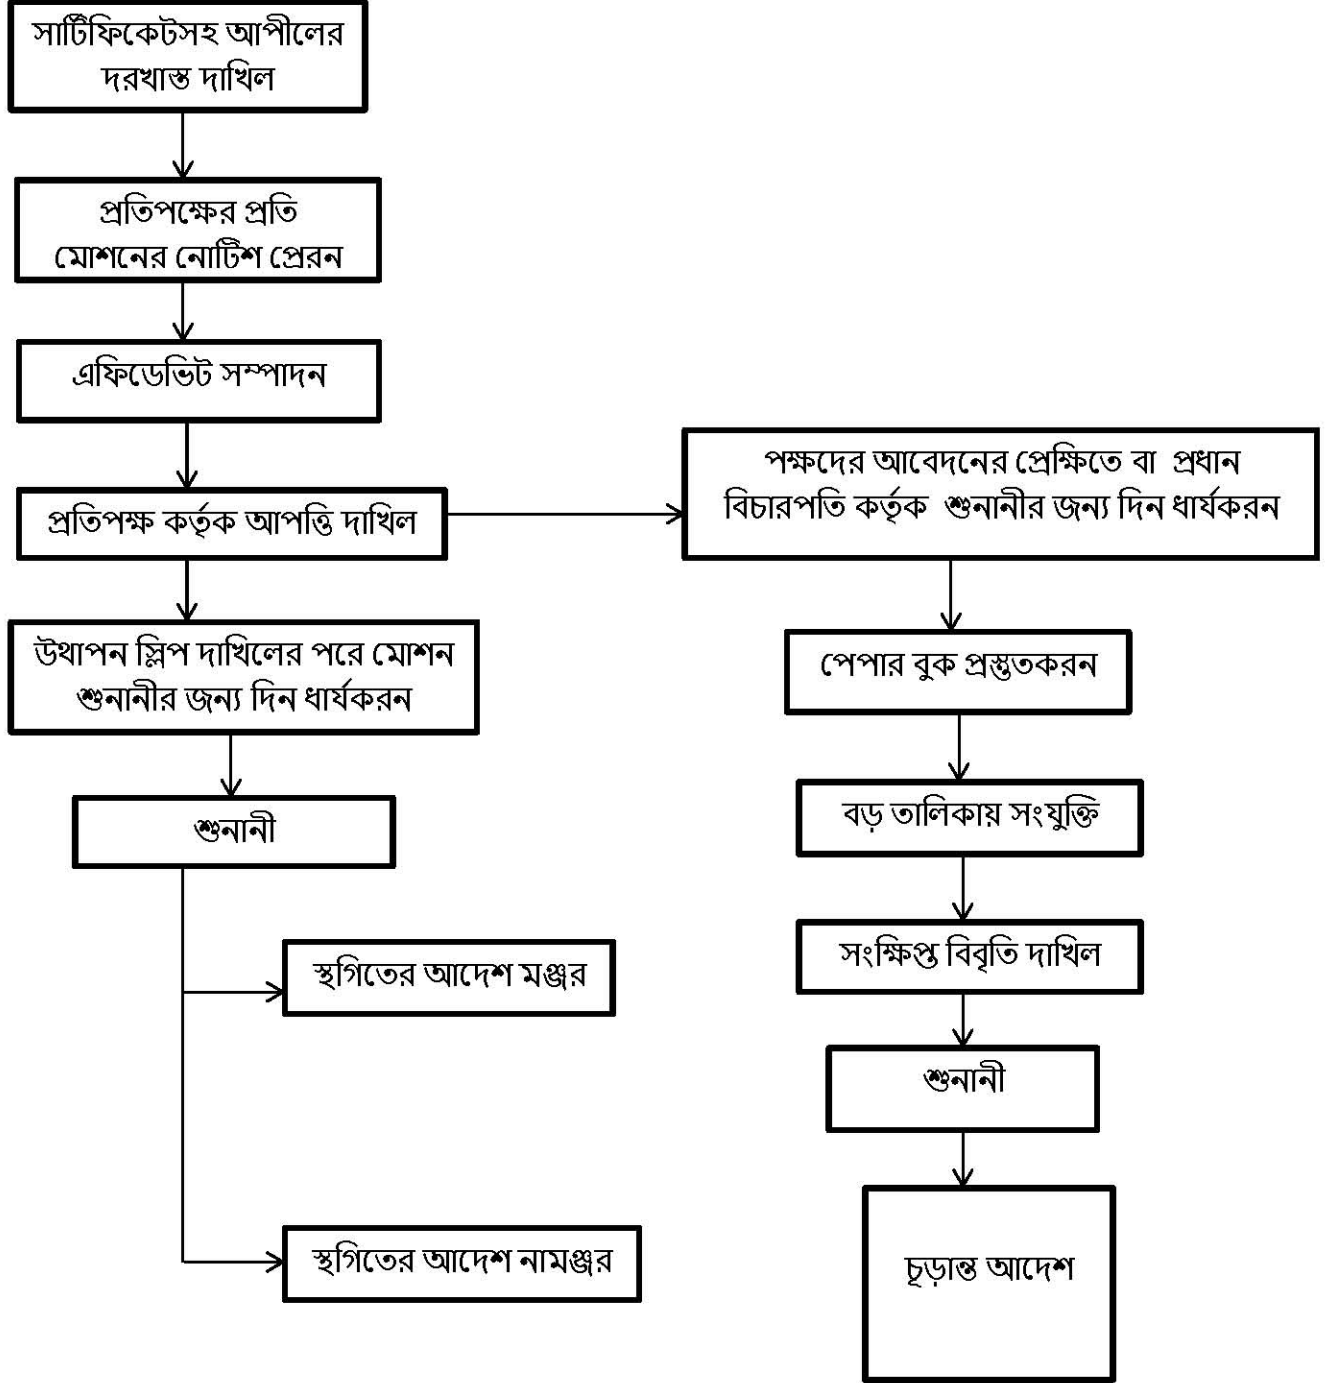 সার্টিফিকেটসহ আপীলের
দরখাস্ত দাখিল
প্রতিপক্ষের প্রতি
মোশনের নোটিশ প্রেরন
এফিডেভিট সম্পাদন
প্রতিপক্ষ কর্তৃক আপত্তি দাখিল
উথাপন স্লিপ দাখিলের পরে মোশন
শুনানীর জন্য দিন ধার্যকরন
শুনানী
স্থগিতের আদেশ মঞ্জর
স্থগিতের আদেশ নামঞ্জর
পক্ষদের আবেদনের প্রেক্ষিতে বা প্রধান
বিচারপতি কর্তৃক শুনানীর জন্য দিন ধার্যকরন
পেপার বুক প্রস্তুতকরন
বড় তালিকায় সংযুক্তি
সংক্ষিপ্ত বিবৃতি দাখিল
শুনানী
চূড়ান্ত আদেশ